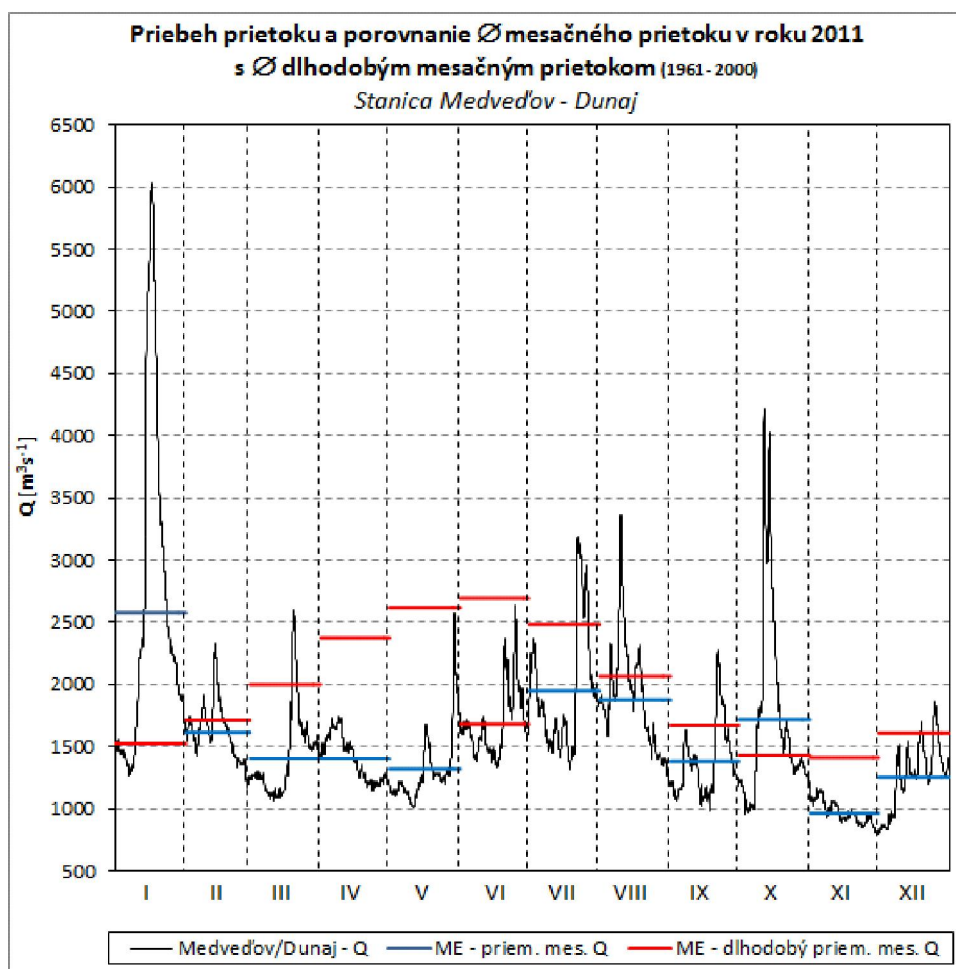 Priebeh prietoku a porovnanie Ø mesačného prietoku v roku 2011
s Ø dlhodobým mesačným prietokom (1961-2000)
Stanica Medveďov - Dunaj
Q [m³s⁻¹]
6500
6000
5500
5000
4500
4000
3500
3000
2500
2000
1500
1000
500
I II III IV V VI VII VIII IX X XI XII
Medveďov/Dunaj - Q ME - priem. mes. Q ME - dlhodobý priem. mes. Q